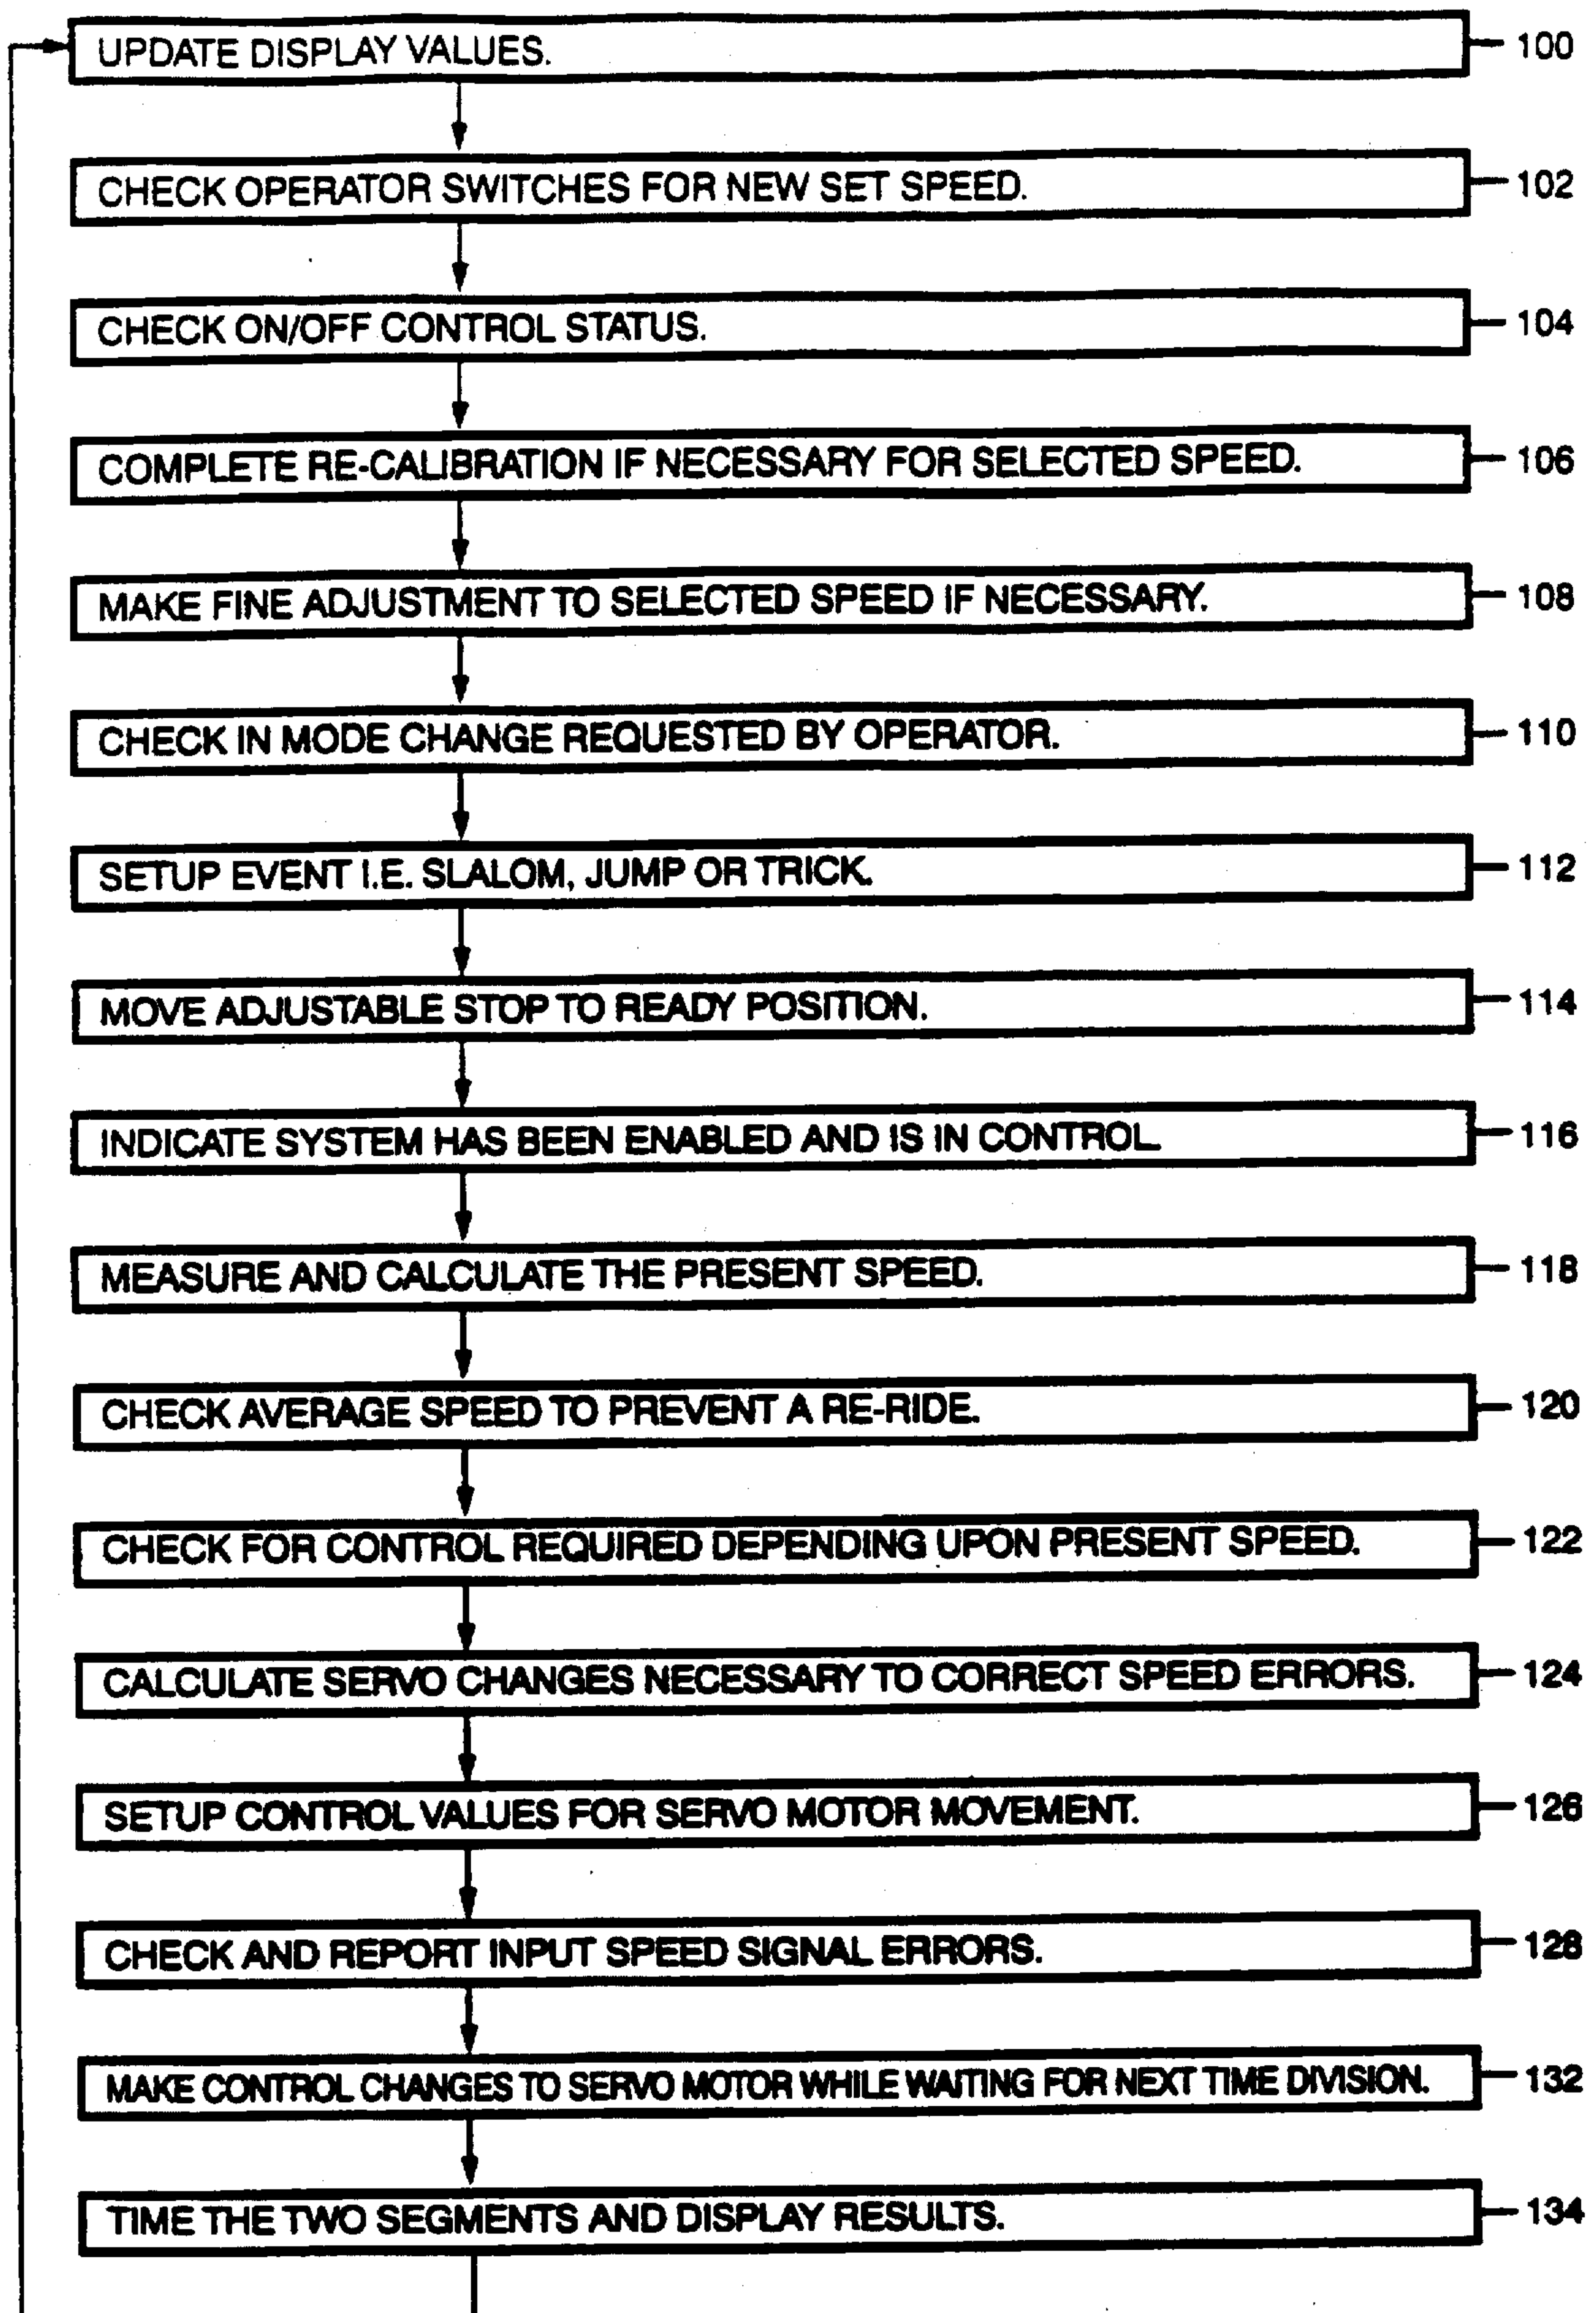 UPDATE DISPLAY VALUES. 100
CHECK OPERATOR SWITCHES FOR NEW SET SPEED. 102
CHECK ON/OFF CONTROL STATUS. 104
COMPLETE RE-CALIBRATION IF NECESSARY FOR SELECTED SPEED. 106
MAKE FINE ADJUSTMENT TO SELECTED SPEED IF NECESSARY. 108
CHECK IN MODE CHANGE REQUESTED BY OPERATOR. 110
SETUP EVENT I.E. SLALOM, JUMP OR TRICK. 112
MOVE ADJUSTABLE STOP TO READY POSITION. 114
INDICATE SYSTEM HAS BEEN ENABLED AND IS IN CONTROL. 116
MEASURE AND CALCULATE THE PRESENT SPEED. 118
CHECK AVERAGE SPEED TO PREVENT A RE-RIDE. 120
CHECK FOR CONTROL REQUIRED DEPENDING UPON PRESENT SPEED. 122
CALCULATE SERVO CHANGES NECESSARY TO CORRECT SPEED ERRORS. 124
SETUP CONTROL VALUES FOR SERVO MOTOR MOVEMENT. 126
CHECK AND REPORT INPUT SPEED SIGNAL ERRORS. 128
MAKE CONTROL CHANGES TO SERVO MOTOR WHILE WAITING FOR NEXT TIME DIVISION. 132
TIME THE TWO SEGMENTS AND DISPLAY RESULTS. 134